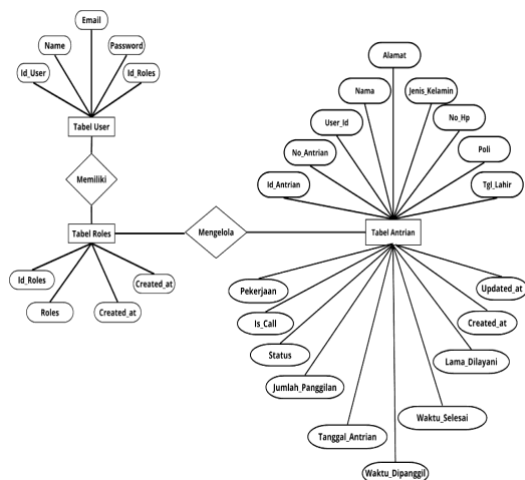 Email
Name
Password
Id_User
Id_Roles
Tabel User
Memiliki
Tabel Roles
Id_Roles
Roles
Created_at
Created_at
Mengelola
Alamat
Nama
Jenis_Kelamin
User_Id
No_Hp
No_Antrian
Poli
Id_Antrian
Tgl_Lahir
Tabel Antrian
Pekerjaan
Updated_at
Is_Call
Created_at
Status
Lama_Dilayani
Jumlah_Panggilan
Waktu_Selesai
Tanggal_Antrian
Waktu_Dipanggil